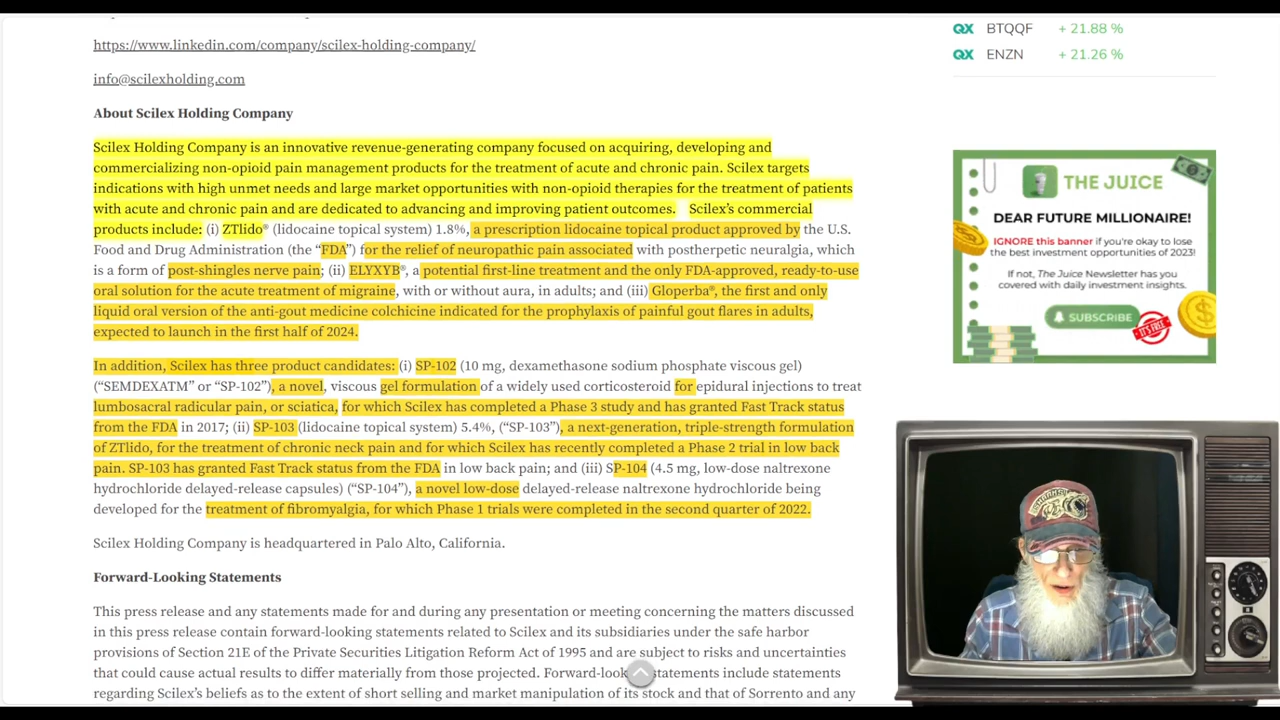 https://www.linkedin.com/company/scilex-holding-company/
info@scilexholding.com
About Scilex Holding Company
Scilex Holding Company is an innovative revenue-generating company focused on acquiring, developing and
commercializing non-opioid pain management products for the treatment of acute and chronic pain. Scilex targets
indications with high unmet needs and large market opportunities with non-opioid therapies for the treatment of patients
with acute and chronic pain and are dedicated to advancing and improving patient outcomes. Scilex’s commercial
products include: (i) ZTlido® (lidocaine topical system) 1.8%, a prescription lidocaine topical product approved by the U.S.
Food and Drug Administration (the “FDA”) for the relief of neuropathic pain associated with postherpetic neuralgia, which
is a form of post-shingles nerve pain; (ii) ELYXYB®, a potential first-line treatment and the only FDA-approved, ready-to-use
oral solution for the acute treatment of migraine, with or without aura, in adults; and (iii) Gloperba®, the first and only
liquid oral version of the anti-gout medicine colchicine indicated for the prophylaxis of painful gout flares in adults,
expected to launch in the first half of 2024.
In addition, Scilex has three product candidates: (i) SP-102 (10 mg, dexamethasone sodium phosphate viscous gel)
(“SEMDEXATM” or “SP-102”), a novel, viscous gel formulation of a widely used corticosteroid for epidural injections to treat
lumbosacral radicular pain, or sciatica, for which Scilex has completed a Phase 3 study and has granted Fast Track status
from the FDA in 2017; (ii) SP-103 (lidocaine topical system) 5.4%, (“SP-103”), a next-generation, triple-strength formulation
of ZTlido, for the treatment of chronic neck pain and for which Scilex has recently completed a Phase 2 trial in low back
pain. SP-103 has granted Fast Track status from the FDA in low back pain; and (iii) SP-104 (4.5 mg, low-dose naltrexone
hydrochloride delayed-release capsules) (“SP-104”), a novel low-dose delayed-release naltrexone hydrochloride being
developed for the treatment of fibromyalgia, for which Phase 1 trials were completed in the second quarter of 2022.
Scilex Holding Company is headquartered in Palo Alto, California.
Forward-Looking Statements
This press release and any statements made for and during any presentation or meeting concerning the matters discussed
in this press release contain forward-looking statements related to Scilex and its subsidiaries under the safe harbor
provisions of Section 21E of the Private Securities Litigation Reform Act of 1995 and are subject to risks and uncertainties
that could cause actual results to differ materially from those projected. Forward-look statements include statements
regarding Scilex’s beliefs as to the extent of short selling and market manipulation of its stock and that of Sorrento and any
QX BTQQF + 21.88 %
QX ENZN + 21.26 %
THE JUICE
DEAR FUTURE MILLIONAIRE!
IGNORE this banner if you're okay to lose
the best investment opportunities of 2023!
If not, The Juice Newsletter has you
covered with daily investment insights.
SUBSCRIBE
IT'S FREE